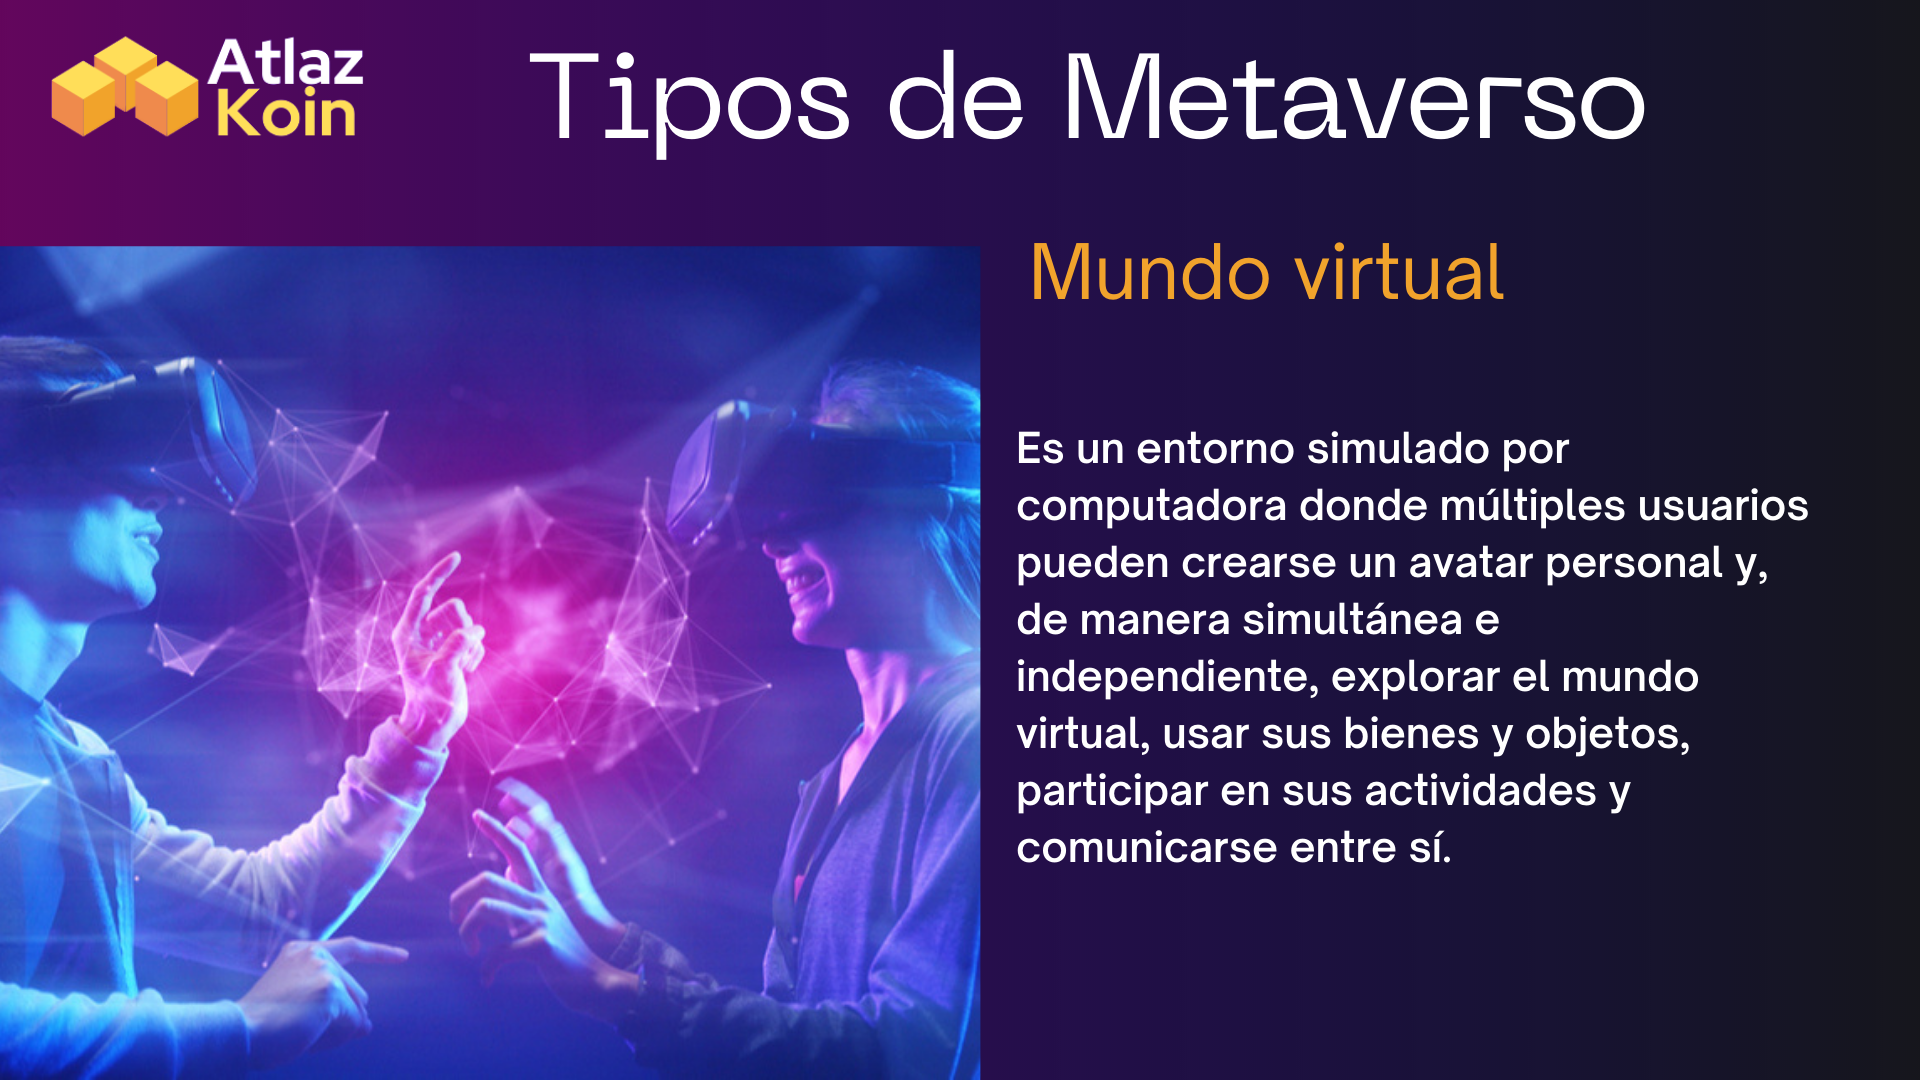 Atlaz
Koin
Tipos de Metaverso
Mundo virtual
Es un entorno simulado por
computadora donde múltiples usuarios
pueden crearse un avatar personal y,
de manera simultánea e
independiente, explorar el mundo
virtual, usar sus bienes y objetos,
participar en sus actividades y
comunicarse entre sí.